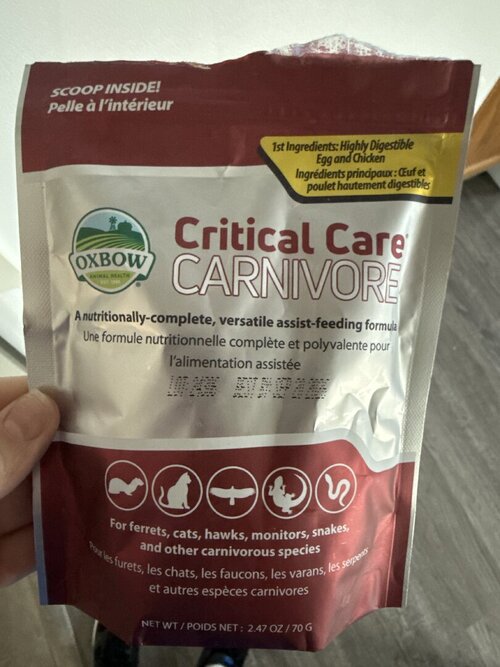 SCOOP INSIDE!
Pelle à l'intérieur
1st Ingredients: Highly Digestible
Egg and Chicken
Ingrédients principaux : Œuf et
poulet hautement digestibles
OXBOW
ANIMAL HEALTH
Critical Care
CARNIVORE
A nutritionally-complete, versatile assist-feeding formula
Une formule nutritionnelle complète et polyvalente pour
l'alimentation assistée
BEST BY SEP
For ferrets, cats, hawks, monitors, snakes,
and other carnivorous species
Pour les furets, les chats, les faucons, les varans, les serpents
et autres espèces carnivores
NET WT / POIDS NET : 2.47 OZ / 70 G